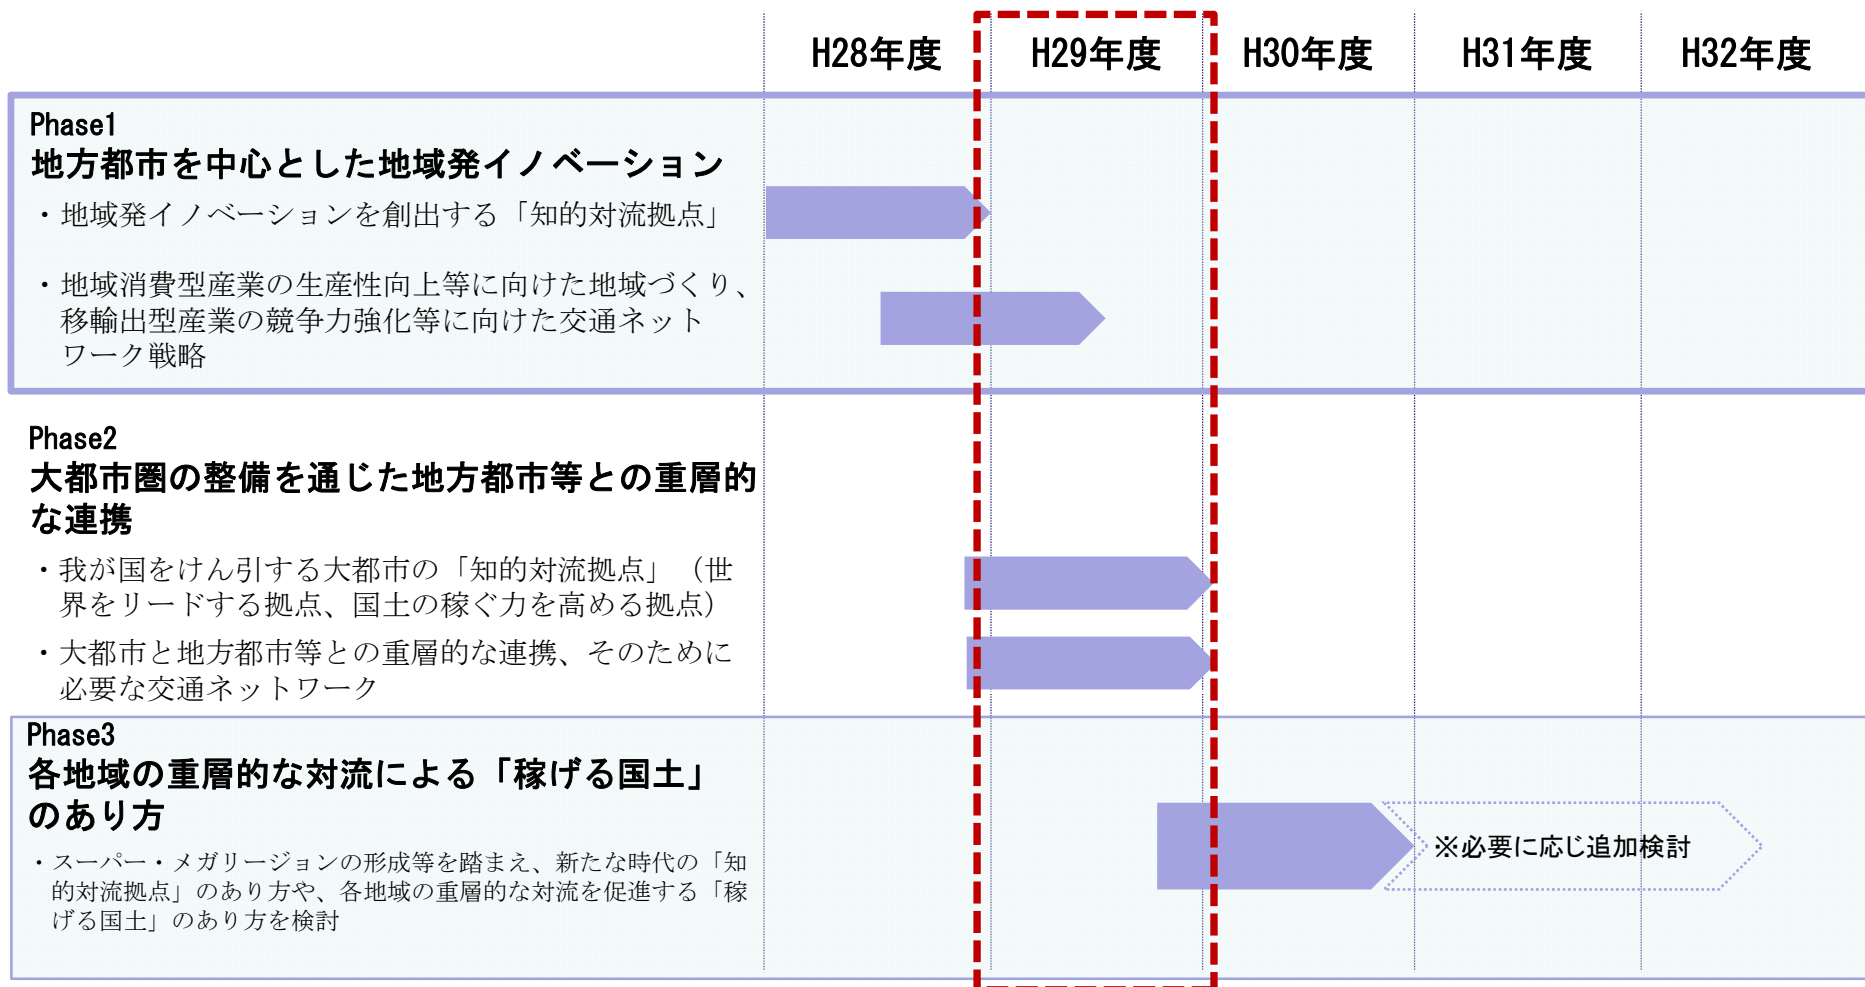 H28年度 H29年度 H30年度 H31年度 H32年度
Phase1
地方都市を中心とした地域発イノベーション
・地域発イノベーションを創出する「知的対流拠点」
・地域消費型産業の生産性向上等に向けた地域づくり、
移輸出型産業の競争力強化等に向けた交通ネット
ワーク戦略
Phase2
大都市圏の整備を通じた地方都市等との重層的
な連携
・我が国をけん引する大都市の「知的対流拠点」（世
界をリードする拠点、国土の稼ぐ力を高める拠点）
・大都市と地方都市等との重層的な連携、そのために
必要な交通ネットワーク
Phase3
各地域の重層的な対流による「稼げる国土」
のあり方
・スーパー・メガリージョンの形成等を踏まえ、新たな時代の「知
的対流拠点」のあり方や、各地域の重層的な対流を促進する「稼
げる国土」のあり方を検討
※必要に応じ追加検討